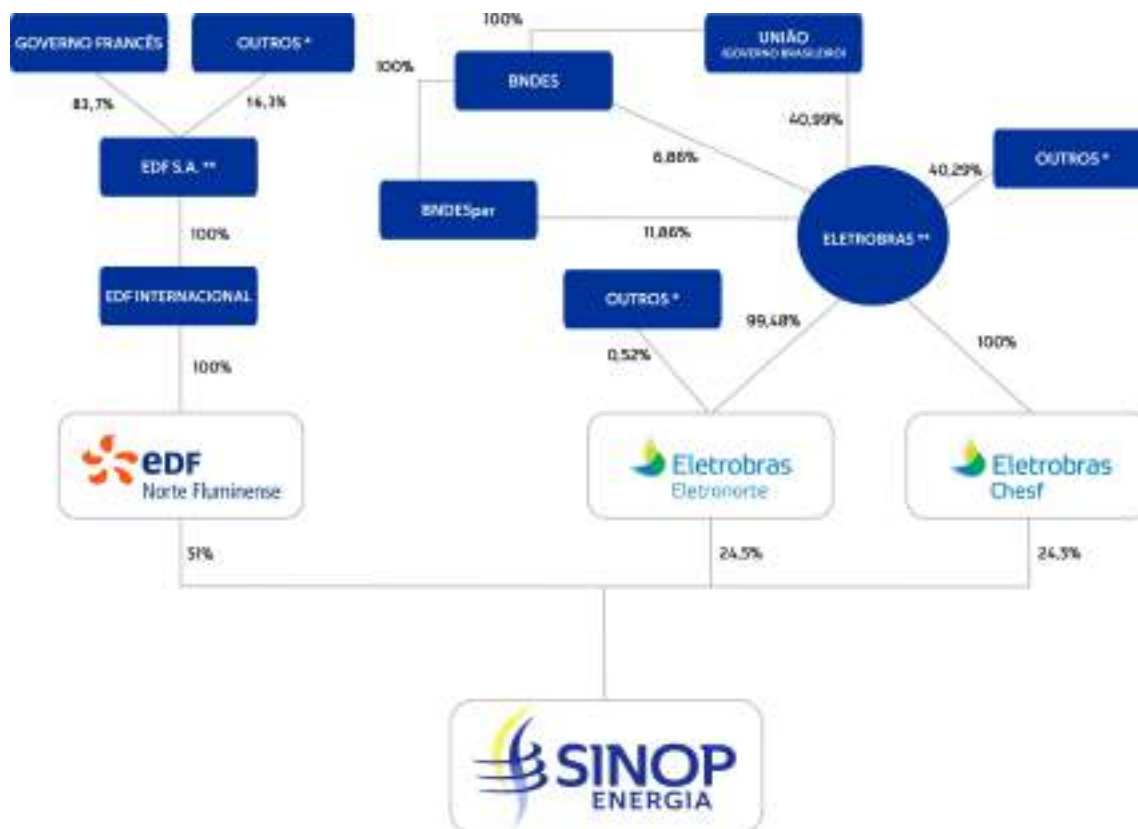 100%
GOVERNO FRANCÊS
OUTROS *
UNIÃO
(GOVERNO BRASILEIRO)
BNDES
100%
83,7%
16,3%
40,99%
EDF S.A. **
6,86%
OUTROS *
40,29%
BNDESpar
11,86%
ELETROBRAS **
100%
EDF INTERNACIONAL
OUTROS *
99,48%
0,52%
100%
100%
eDF
Norte Fluminense
Eletrobras
Eletronorte
Eletrobras
Chesf
51%
24,5%
24,5%
SINOP
ENERGIA